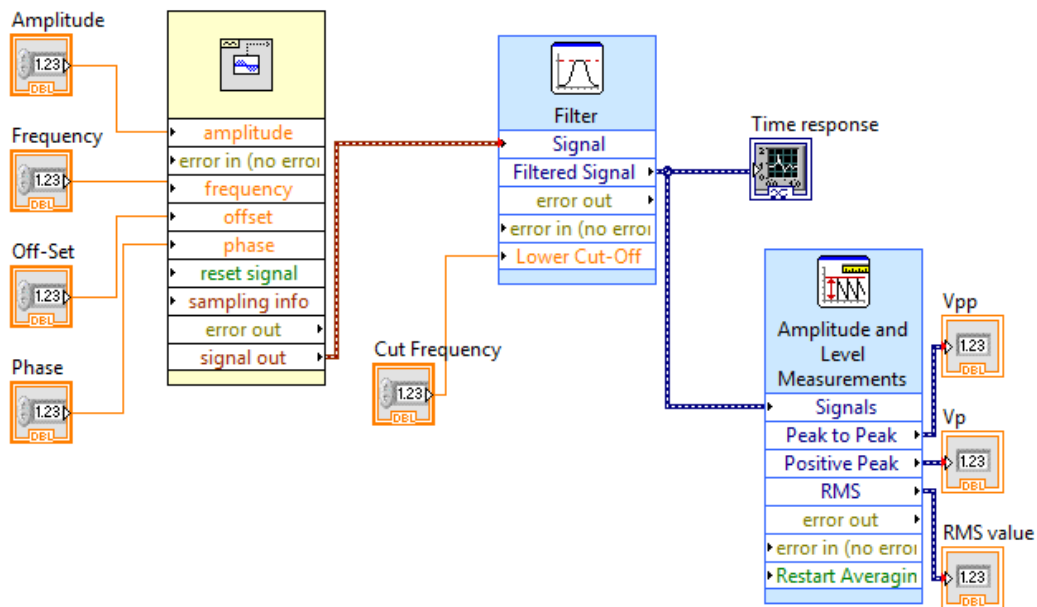 Amplitude
1.23
DBL
Frequency
1.23
DBL
Off-Set
1.23
DBL
Phase
1.23
DBL
amplitude
error in (no erroı
frequency
offset
phase
reset signal
sampling info
error out
signal out
Cut Frequency
1.23
DBL
Filter
Signal
Filtered Signal
error out
error in (no erroı
Lower Cut-Off
Time response
Amplitude and
Level
Measurements
Signals
Peak to Peak
Positive Peak
RMS
error out
error in (no erroı
Restart Averagin
Vpp
1.23
DBL
Vp
1.23
DBL
RMS value
1.23
DBL